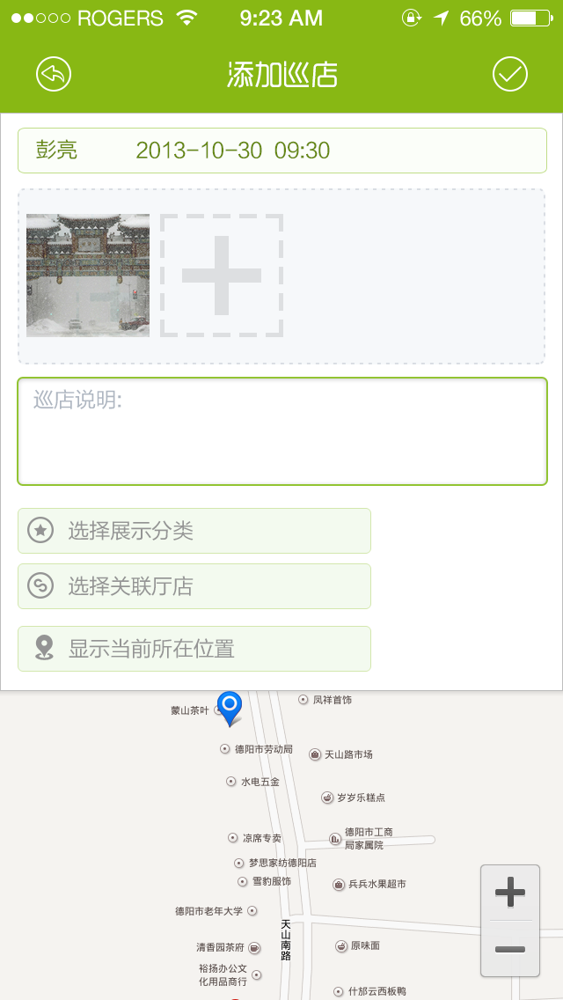 ROGERS 9:23 AM 66%
添加巡店
彭亮 2013-10-30 09:30
巡店说明:
选择展示分类
选择关联厅店
显示当前所在位置
凤祥首饰
蒙山茶叶
德阳市劳动局
天山路市场
水电五金
岁岁乐糕点
德阳市工商
局家属院
凉席专卖
梦思家纺德阳店
雪豹服饰
兵兵水果超市
德阳市老年大学
天山南路
清香园茶府
原味面
裕扬办公文
化用品商行
什邡云西板鸭